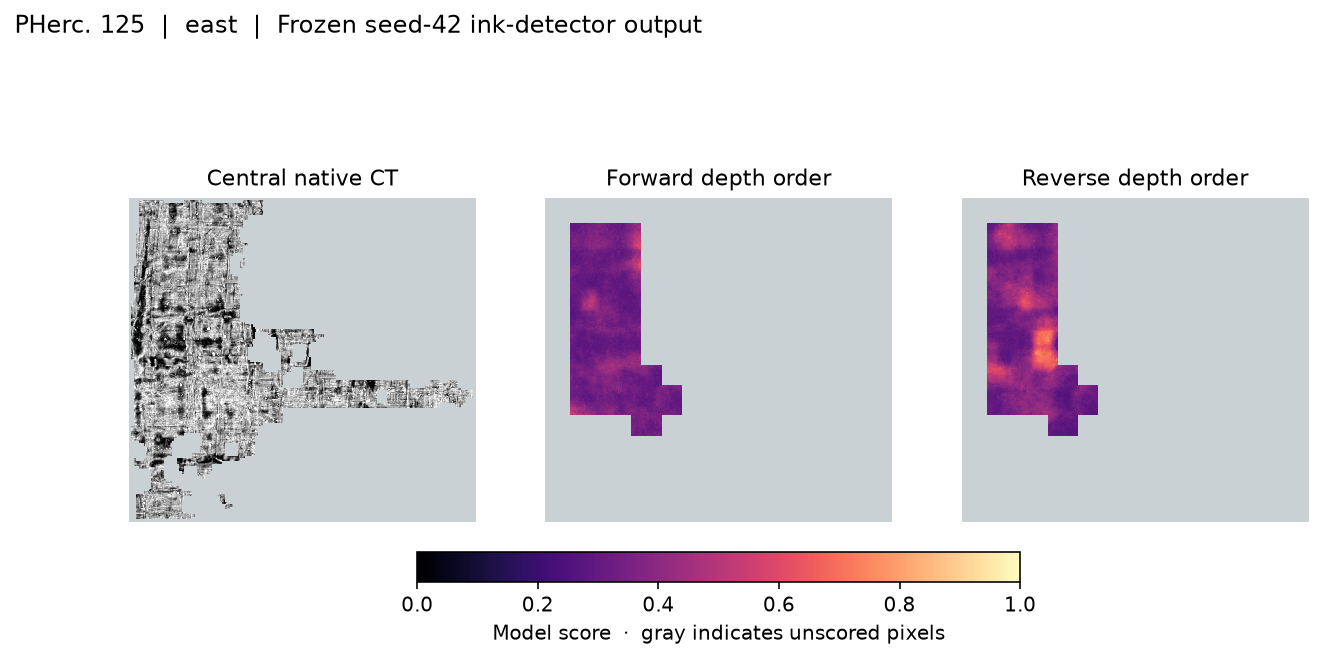 PHerc. 125 | east | Frozen seed-42 ink-detector output
Central native CT
Forward depth order
Reverse depth order
0.0 0.2 0.4 0.6 0.8 1.0
Model score · gray indicates unscored pixels